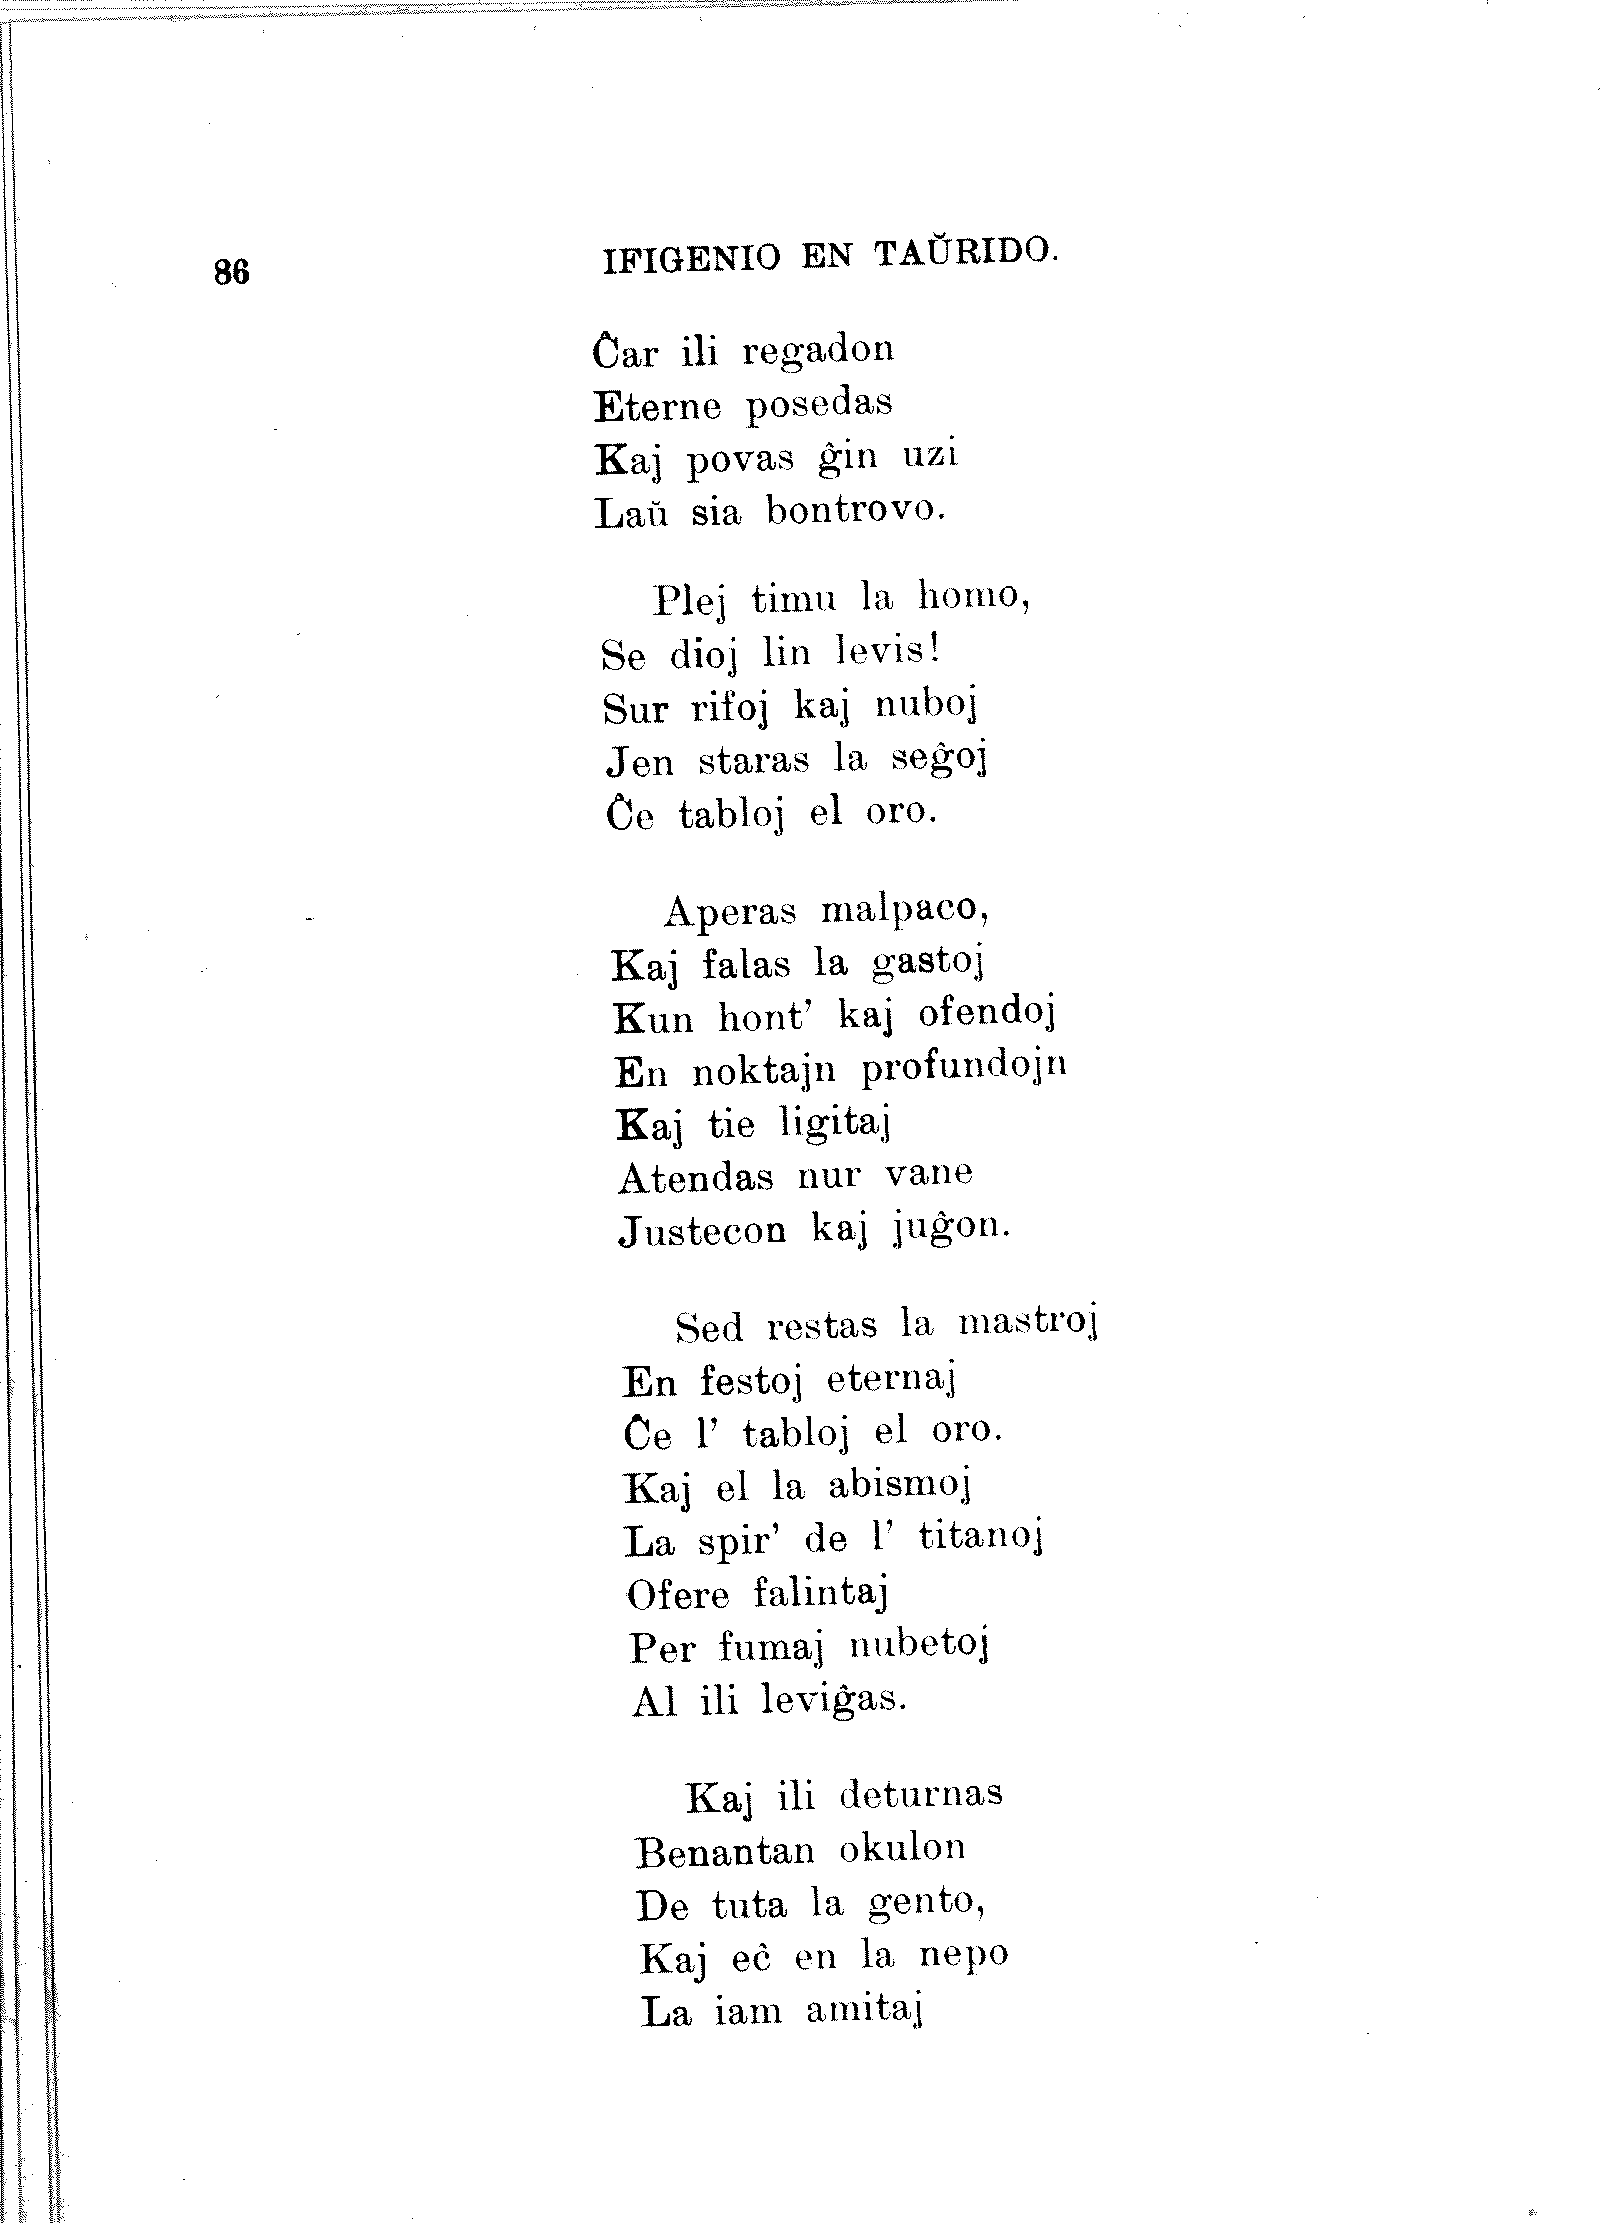 86
IFIGENIO EN TAŬRIDO.
Ĉar ili regadon
Eterne posedas
Kaj povas ĝin uzi
Laŭ sia bontrovo.
Plej timu la homo,
Se dioj lin levis!
Sur rifoj kaj nuboj
Jen staras la seĝoj
Ĉe tabloj el oro.
Aperas malpaco,
Kaj falas la gastoj
Kun hont’ kaj ofendoj
En noktajn profundojn
Kaj tie ligitaj
Atendas nur vane
Justecon kaj juĝon.
Sed restas la mastroj
En festoj eternaj
Ĉe l’ tabloj el oro.
Kaj el la abismoj
La spir’ de l’ titanoj
Ofere falintaj
Per fumaj nubetoj
Al ili leviĝas.
Kaj ili deturnas
Benantan okulon
De tuta la gento,
Kaj eĉ en la nepo
La iam amitaj